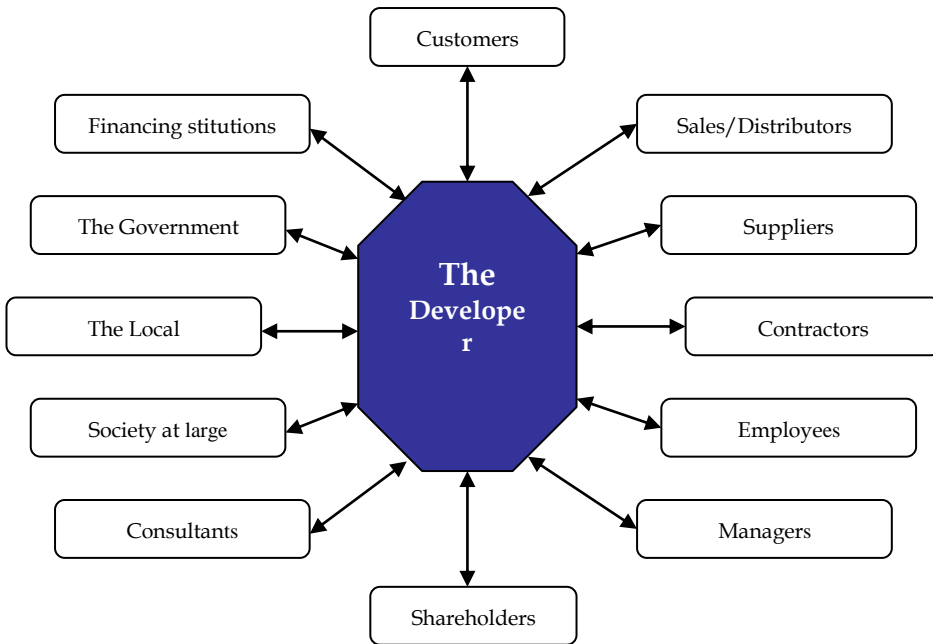 Customers
Financing stitutions
Sales/Distributors
The Government
Suppliers
The
Develope
r
The Local
Contractors
Society at large
Employees
Consultants
Managers
Shareholders